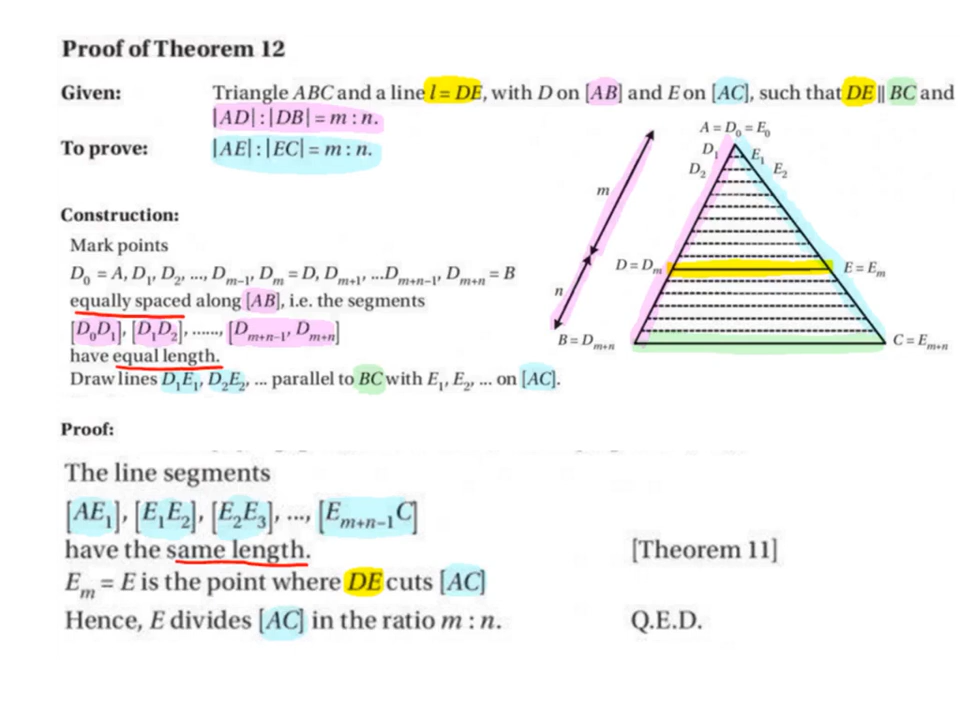 Proof of Theorem 12
Given: Triangle ABC and a line l = DE, with D on [AB] and E on [AC], such that DE || BC and
|AD| : |DB| = m : n.
To prove: |AE| : |EC| = m : n.
Construction:
Mark points
D₀ = A, D₁, D₂, ..., Dₘ₋₁, Dₘ = D, Dₘ₊₁, ...Dₘ₊ₙ₋₁, Dₘ₊ₙ = B
equally spaced along [AB], i.e. the segments
[D₀D₁], [D₁D₂], ......, [Dₘ₊ₙ₋₁, Dₘ₊ₙ]
have equal length.
Draw lines D₁E₁, D₂E₂, ... parallel to BC with E₁, E₂, ... on [AC].
A = D₀ = E₀
D₁ E₁
D₂ E₂
m
D = Dₘ E = Eₘ
n
B = Dₘ₊ₙ C = Eₘ₊ₙ
Proof:
The line segments
[AE₁], [E₁E₂], [E₂E₃], ..., [Eₘ₊ₙ₋₁C]
have the same length. [Theorem 11]
Eₘ = E is the point where DE cuts [AC]
Hence, E divides [AC] in the ratio m : n. Q.E.D.